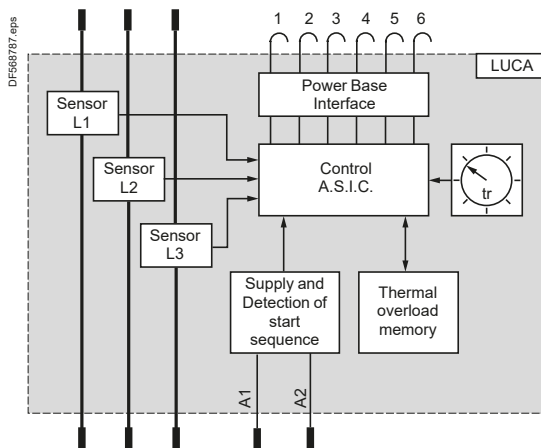 DF568787.eps
1 2 3 4 5 6
LUCA
Power Base
Interface
Sensor
L1
Sensor
L2
Sensor
L3
Control
A.S.I.C.
tr
Supply and
Detection of
start
sequence
Thermal
overload
memory
A1
A2